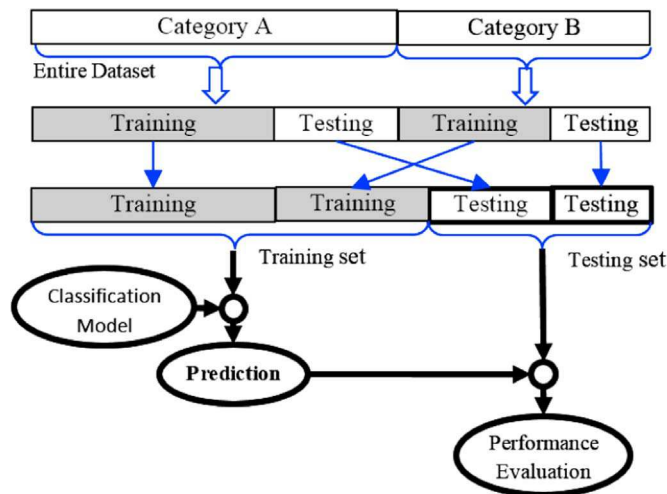 Category A
Category B
Entire Dataset
Training
Testing
Training
Testing
Training
Training
Testing
Testing
Training set
Testing set
Classification
Model
Prediction
Performance
Evaluation